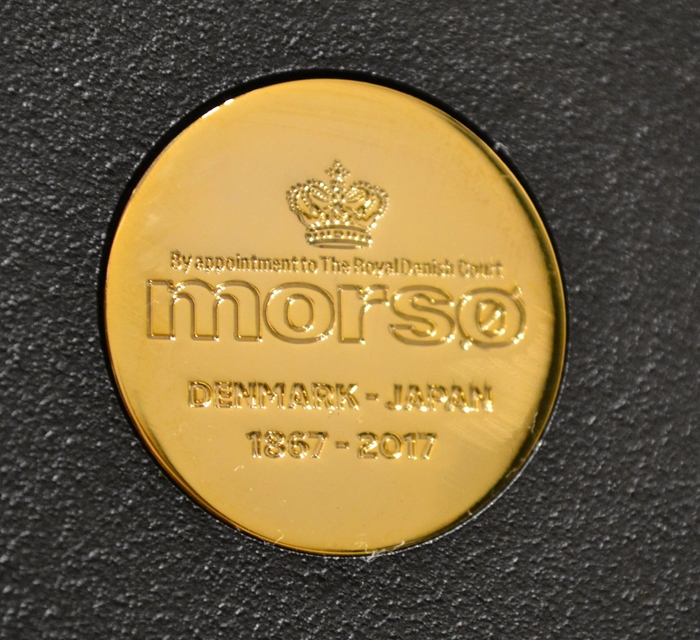 By appointment to The Royal Danish Court
morsø
DENMARK - JAPAN
1867 - 2017